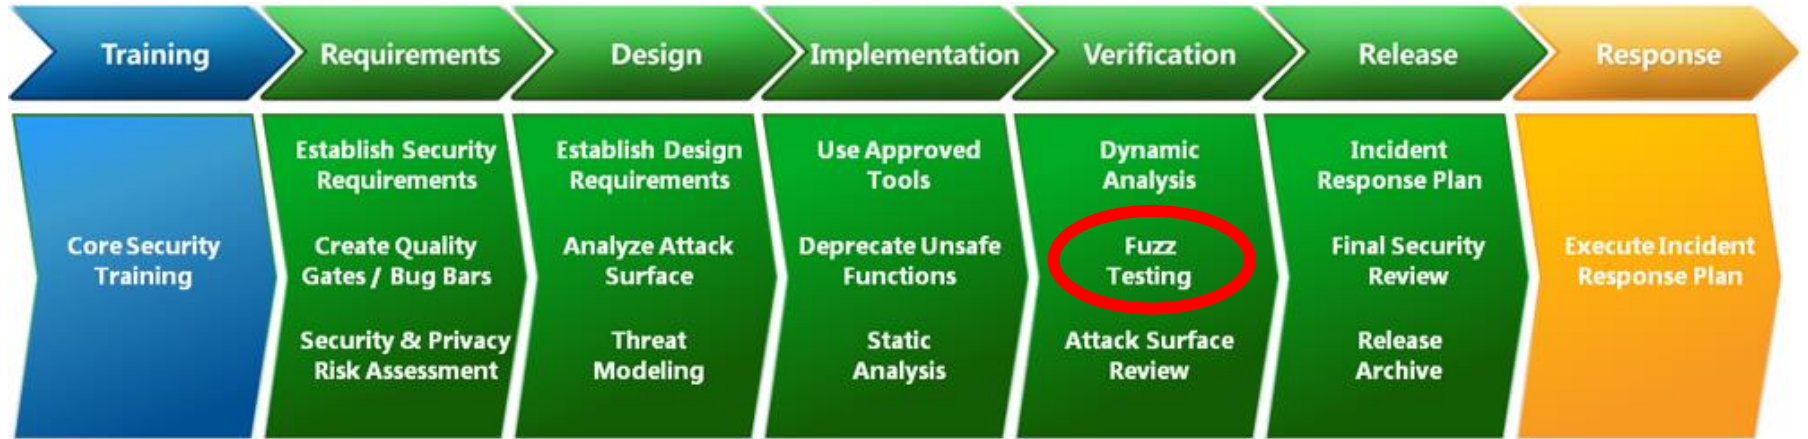 Training
Requirements
Design
Implementation
Verification
Release
Response
Core Security
Training
Establish Security
Requirements
Create Quality
Gates / Bug Bars
Security & Privacy
Risk Assessment
Establish Design
Requirements
Analyze Attack
Surface
Threat
Modeling
Use Approved
Tools
Deprecate Unsafe
Functions
Static
Analysis
Dynamic
Analysis
Fuzz
Testing
Attack Surface
Review
Incident
Response Plan
Final Security
Review
Release
Archive
Execute Incident
Response Plan